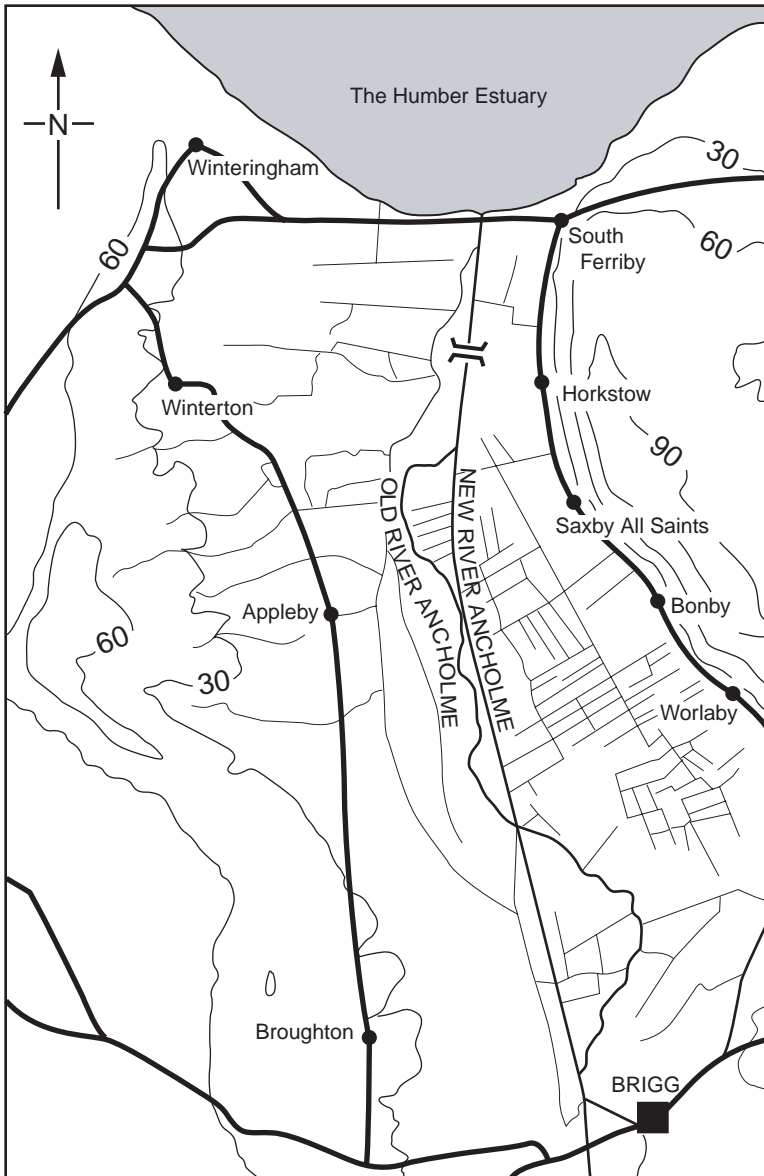 The Humber Estuary
N
Winteringham
30
60
South
Ferriby
60
Winterton
Horkstow
90
OLD RIVER ANCHOLME
NEW RIVER ANCHOLME
Saxby All Saints
Appleby
Bonby
60
30
Worlaby
Broughton
BRIGG